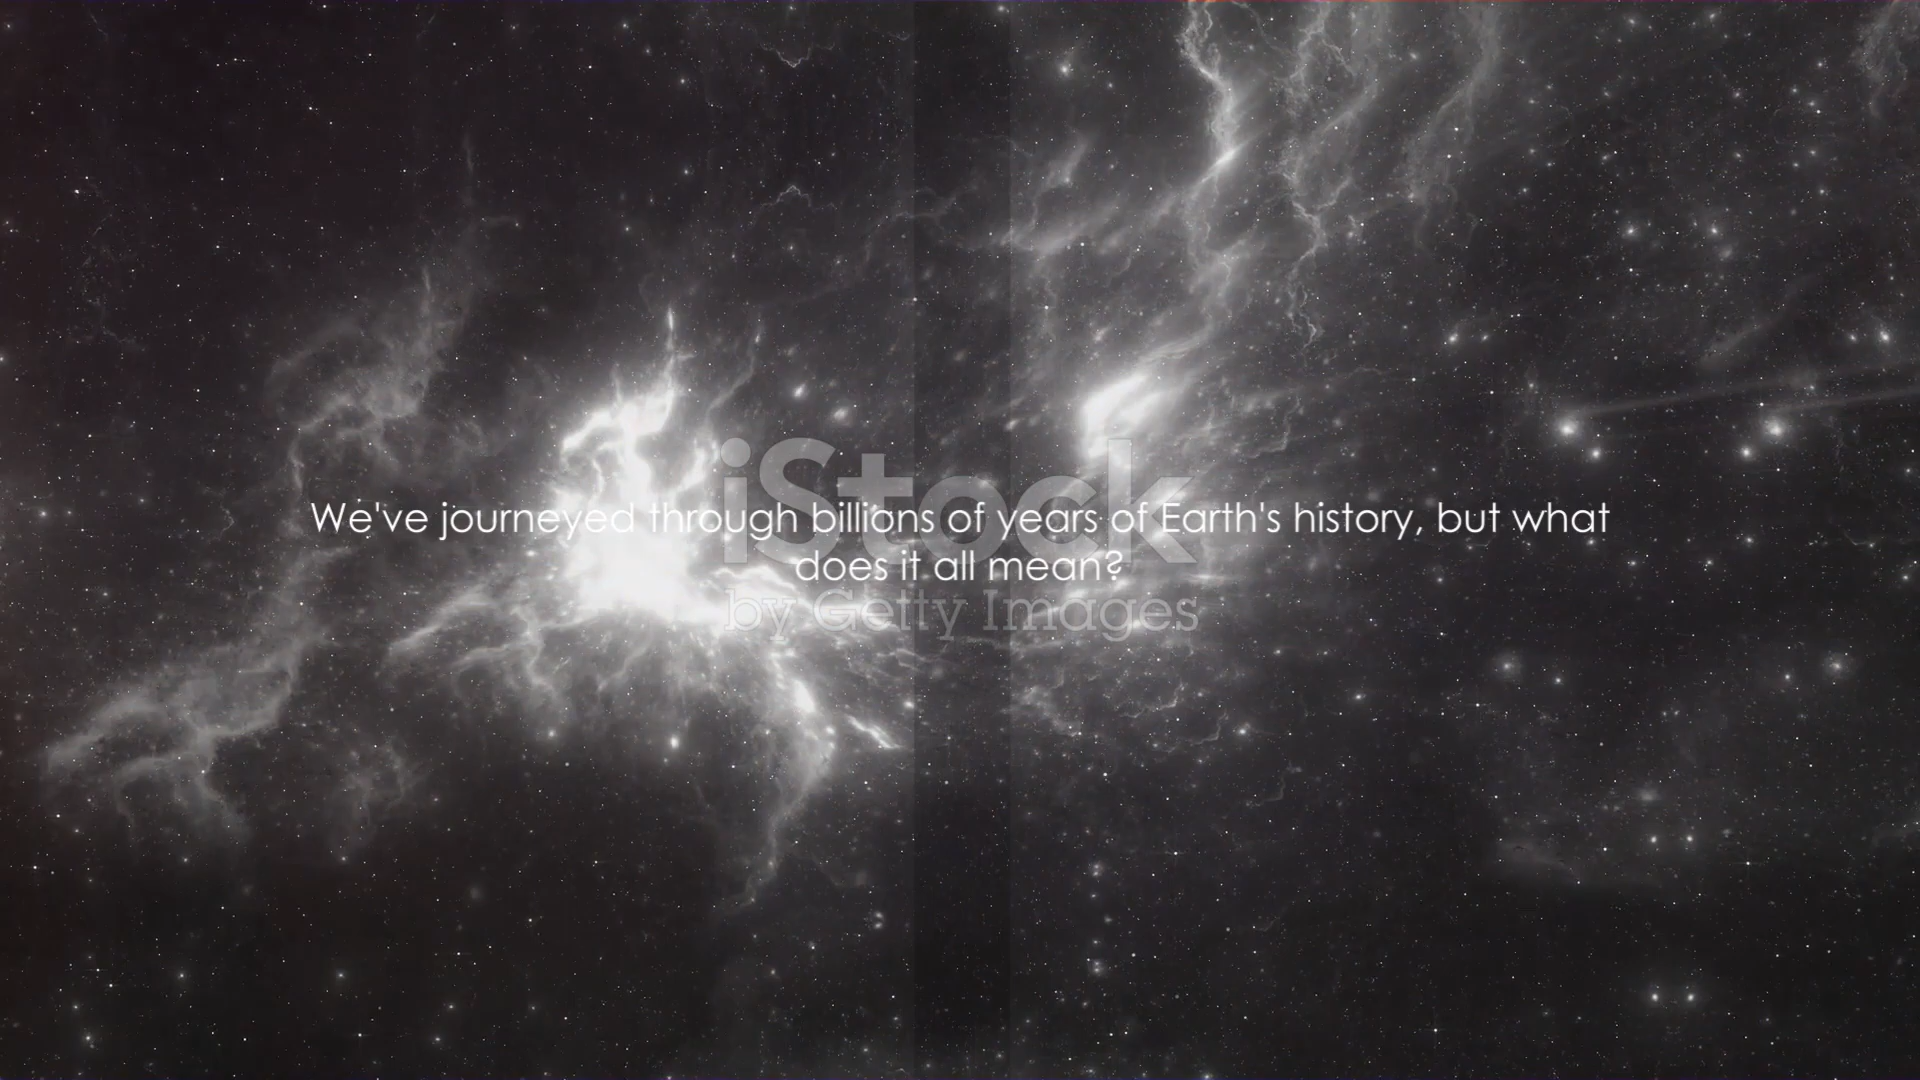 iStock
We've journeyed through billions of years of Earth's history, but what
does it all mean?
by Getty Images